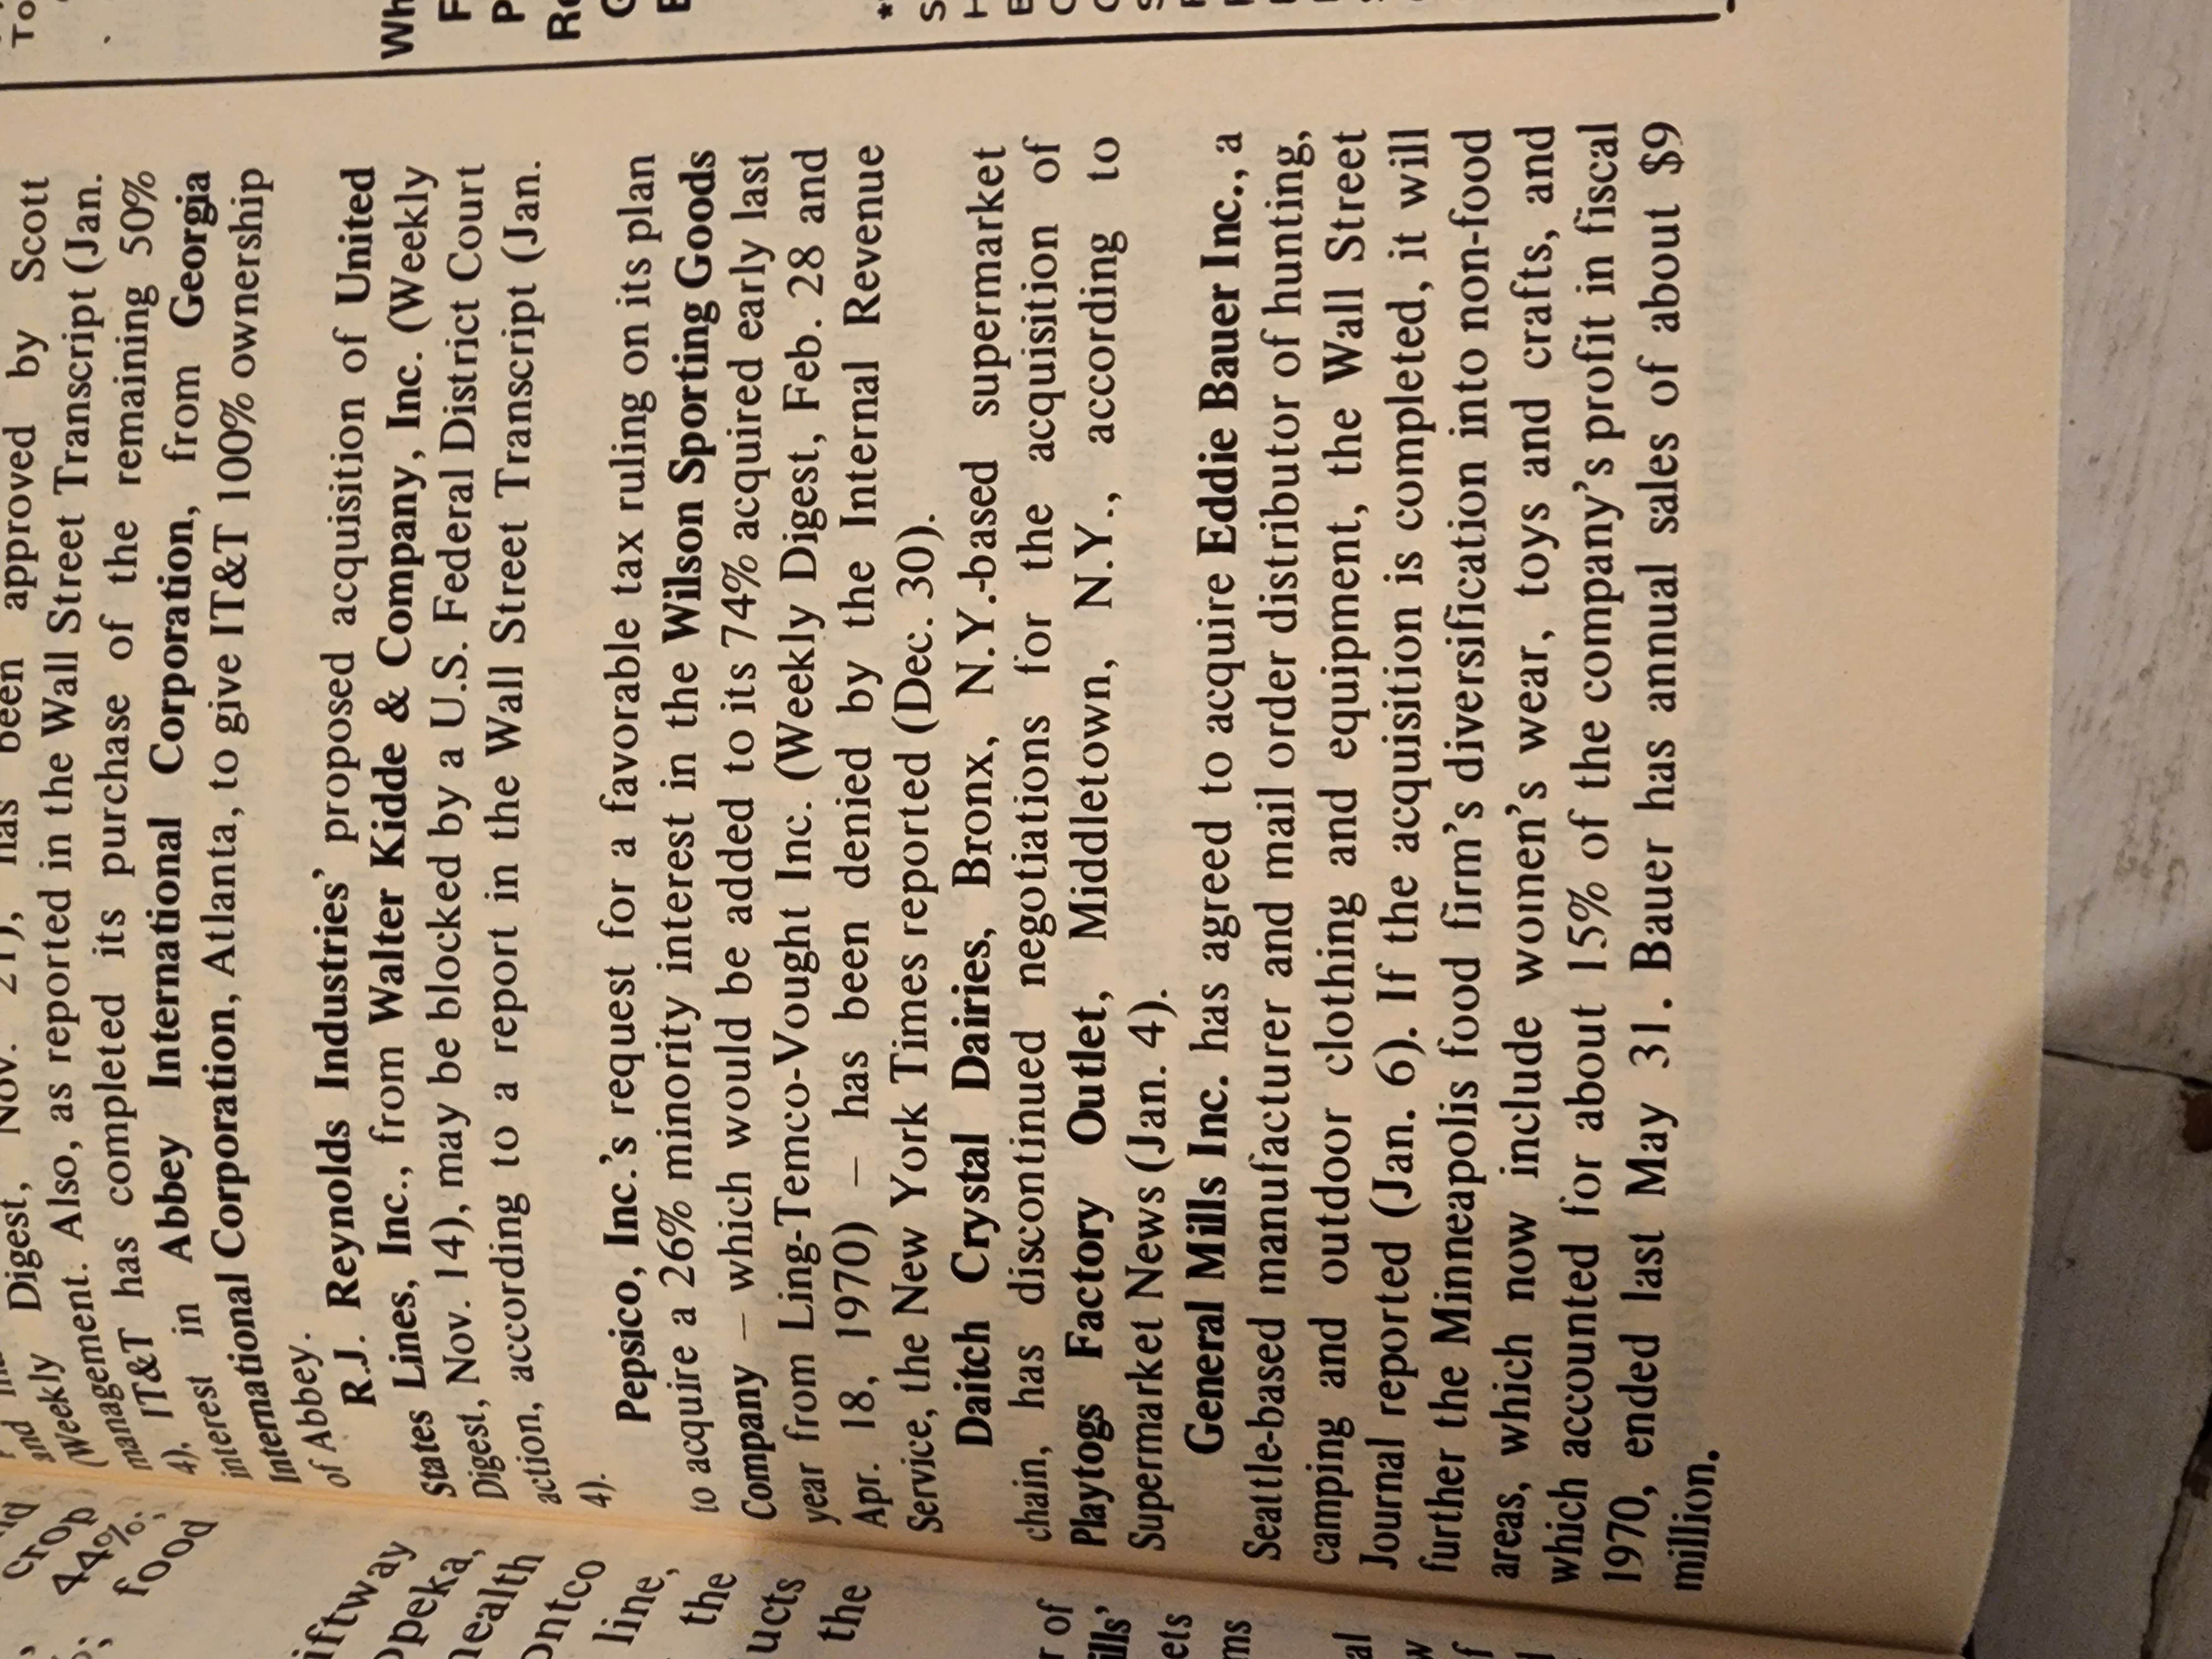 Digest, Nov. 21), has been approved by Scott
(Weekly
management. Also, as reported in the Wall Street Transcript (Jan.
4), IT&T has completed its purchase of the remaining 50%
interest in Abbey International Corporation, from Georgia
International Corporation, Atlanta, to give IT&T 100% ownership
of Abbey.
R.J. Reynolds Industries' proposed acquisition of United
States Lines, Inc., from Walter Kidde & Company, Inc. (Weekly
Digest, Nov. 14), may be blocked by a U.S. Federal District Court
action, according to a report in the Wall Street Transcript (Jan.
4).
Pepsico, Inc.'s request for a favorable tax ruling on its plan
to acquire a 26% minority interest in the Wilson Sporting Goods
Company – which would be added to its 74% acquired early last
year from Ling-Temco-Vought Inc. (Weekly Digest, Feb. 28 and
Apr. 18, 1970) – has been denied by the Internal Revenue
Service, the New York Times reported (Dec. 30).
Daitch Crystal Dairies, Bronx, N.Y.-based supermarket
chain, has discontinued negotiations for the acquisition of
Playtogs Factory Outlet, Middletown, N.Y., according to
Supermarket News (Jan. 4).
General Mills Inc. has agreed to acquire Eddie Bauer Inc., a
Seattle-based manufacturer and mail order distributor of hunting,
camping and outdoor clothing and equipment, the Wall Street
Journal reported (Jan. 6). If the acquisition is completed, it will
further the Minneapolis food firm's diversification into non-food
areas, which now include women's wear, toys and crafts, and
which accounted for about 15% of the company's profit in fiscal
1970, ended last May 31. Bauer has annual sales of about $9
million.
crop
44%;
food
line,
the
the